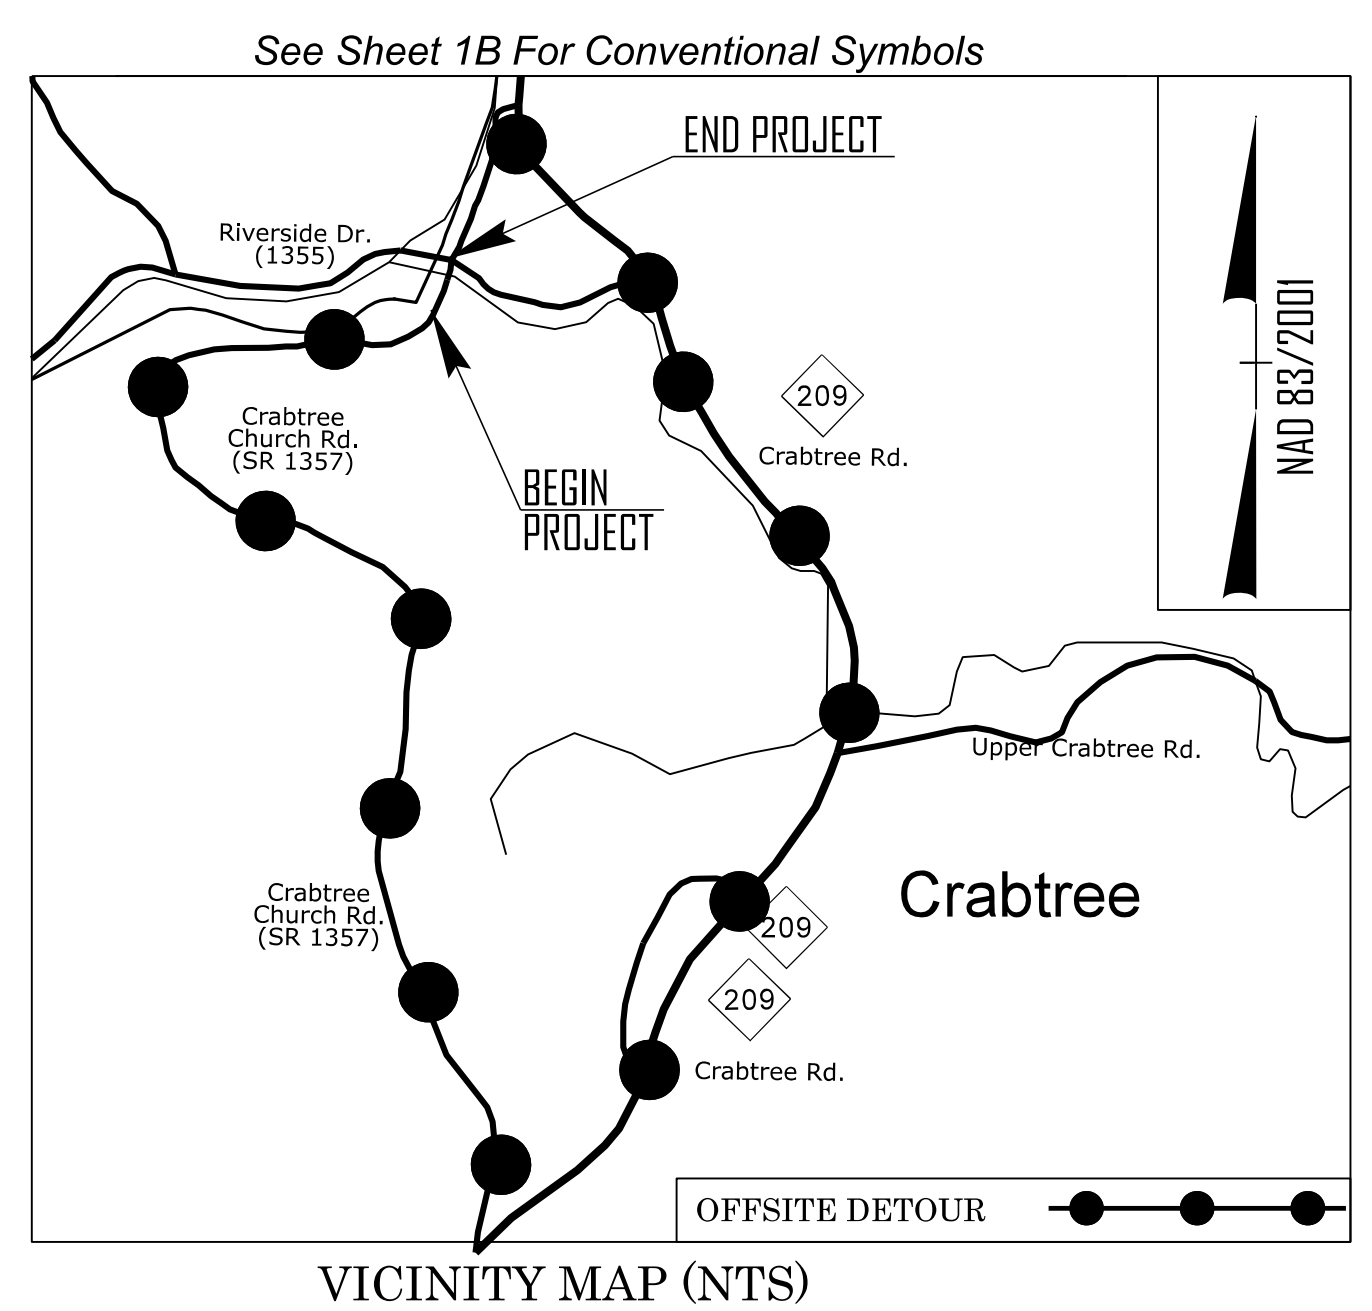 See Sheet 1B For Conventional Symbols
END PROJECT
Riverside Dr.
(1355)
NAD 83/2001
209
Crabtree Rd.
Crabtree
Church Rd.
(SR 1357)
BEGIN
PROJECT
Upper Crabtree Rd.
Crabtree
Crabtree
Church Rd.
(SR 1357)
209
209
Crabtree Rd.
OFFSITE DETOUR
VICINITY MAP (NTS)